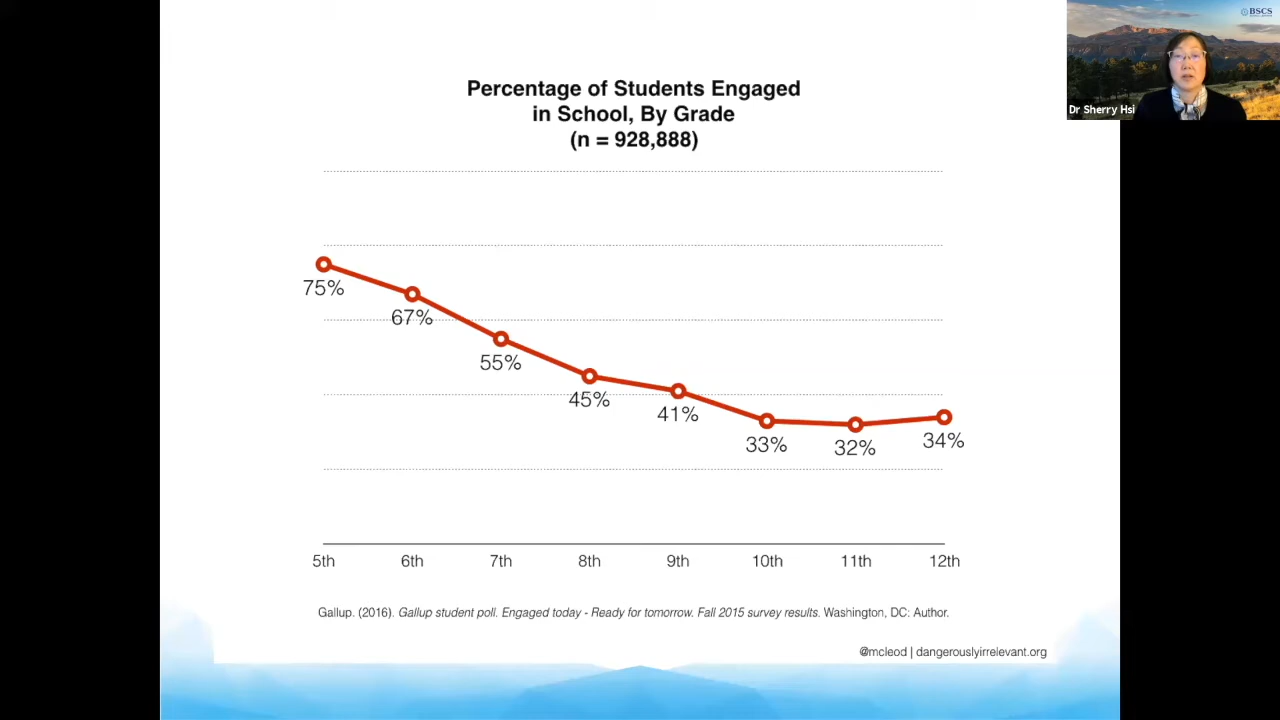 BSCS
Dr Sherry Hsi
Percentage of Students Engaged
in School, By Grade
(n = 928,888)
75%
67%
55%
45%
41%
33%
32%
34%
5th
6th
7th
8th
9th
10th
11th
12th
Gallup. (2016). Gallup student poll. Engaged today - Ready for tomorrow. Fall 2015 survey results. Washington, DC: Author.
@mcleod | dangerouslyirrelevant.org